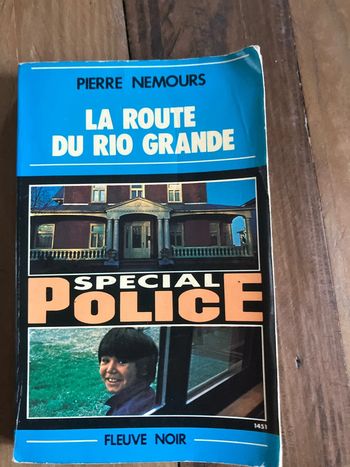 PIERRE NEMOURS
LA ROUTE
DU RIO GRANDE
SPECIAL
POLICE
1451
FLEUVE NOIR